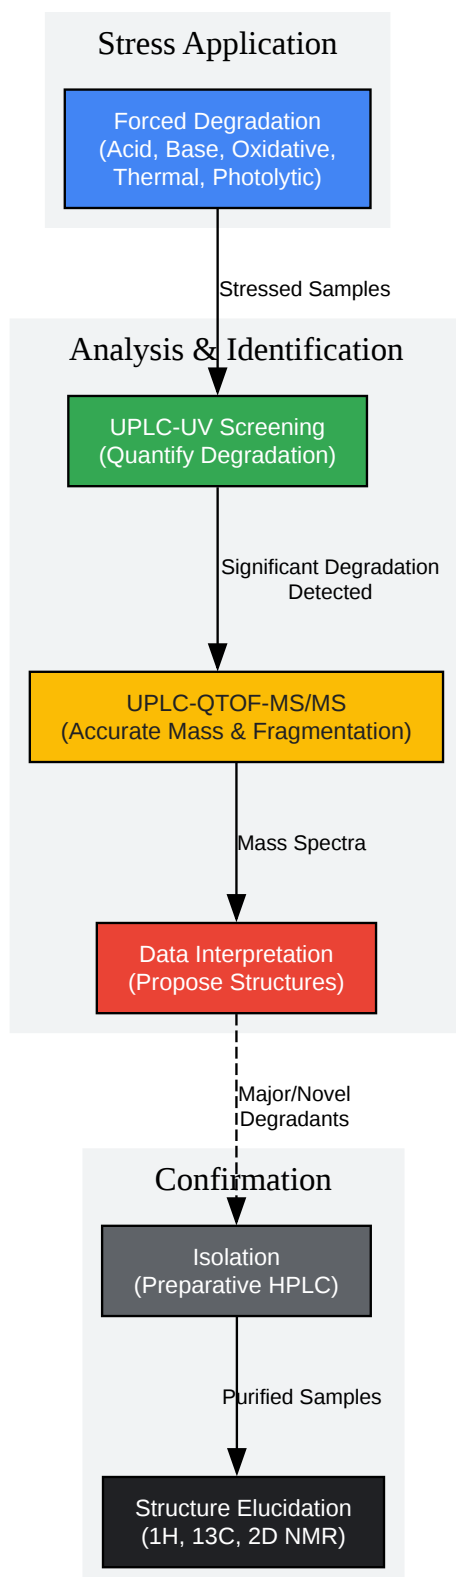 Stress Application
Forced Degradation
(Acid, Base, Oxidative,
Thermal, Photolytic)
Stressed Samples
Analysis & Identification
UPLC-UV Screening
(Quantify Degradation)
Significant Degradation
Detected
UPLC-QTOF-MS/MS
(Accurate Mass & Fragmentation)
Mass Spectra
Data Interpretation
(Propose Structures)
Major/Novel
Degradants
Confirmation
Isolation
(Preparative HPLC)
Purified Samples
Structure Elucidation
(1H, 13C, 2D NMR)